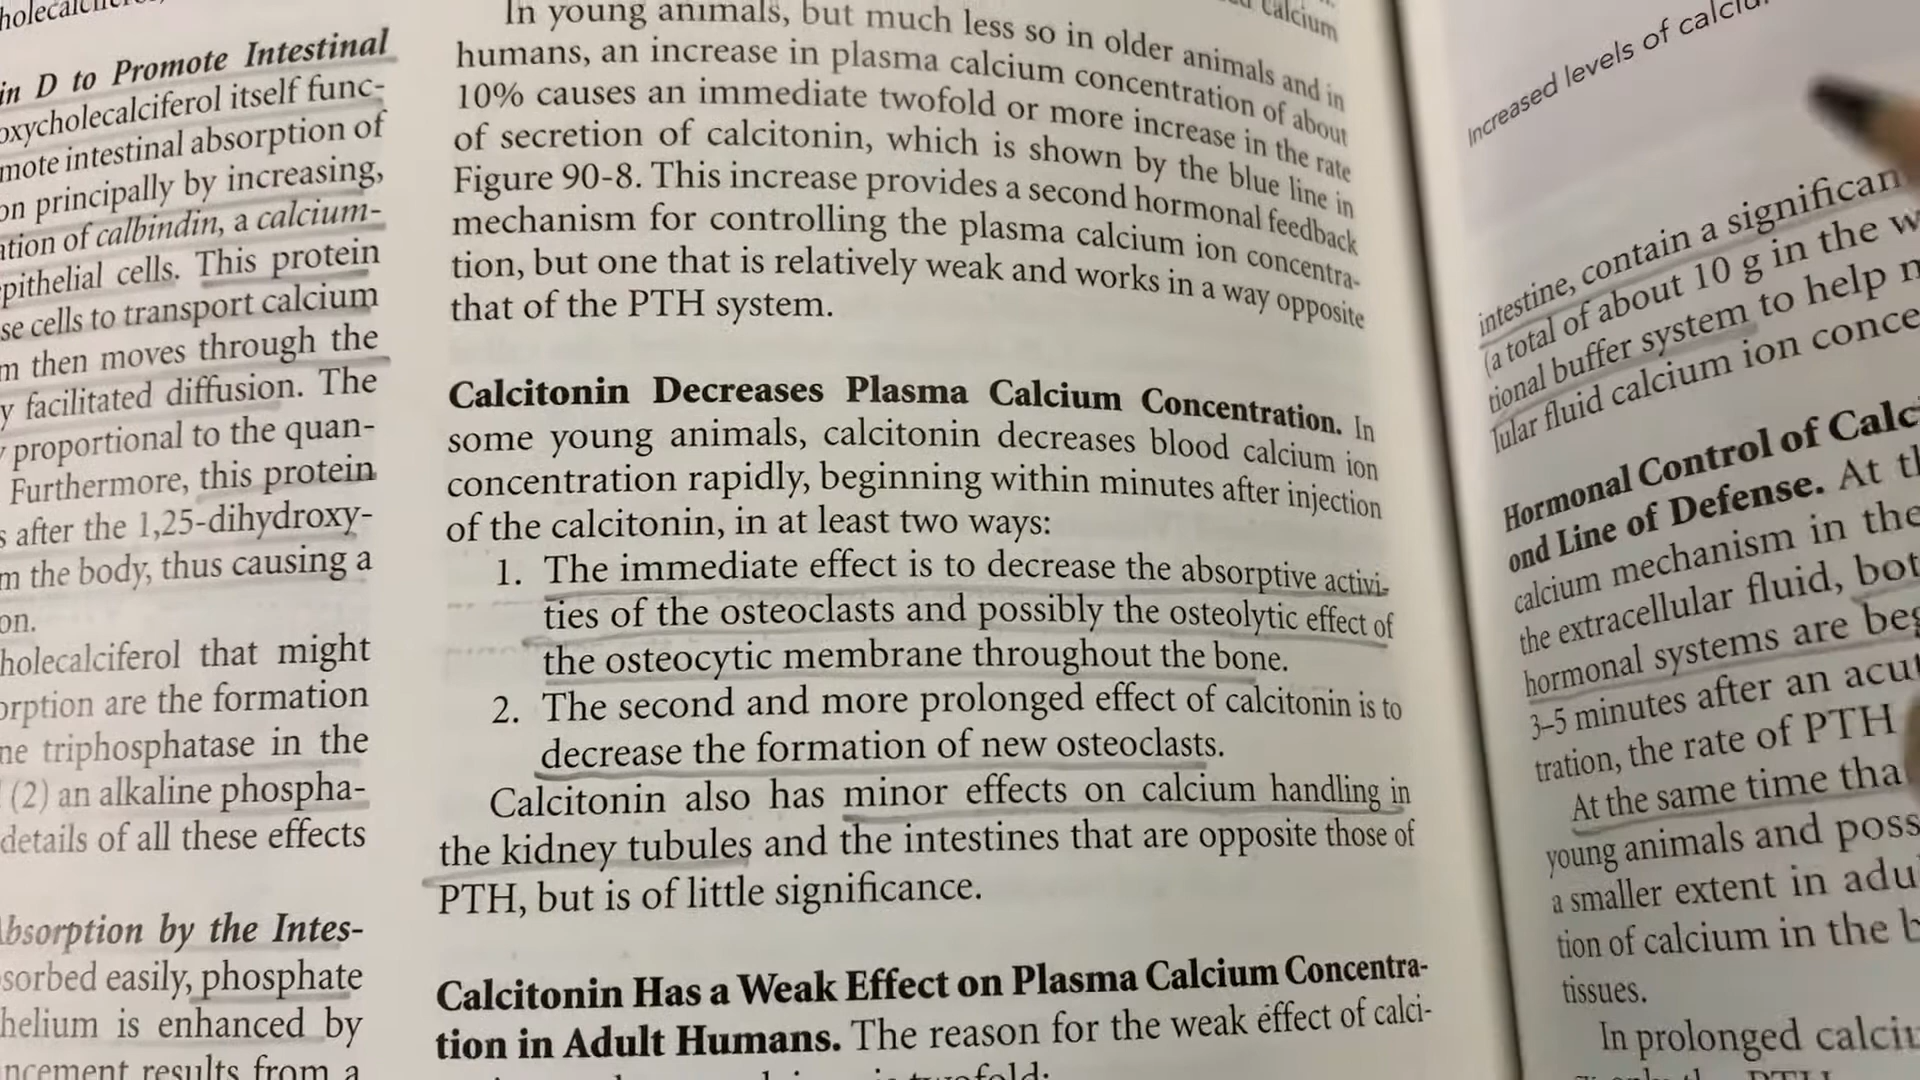 in D to Promote Intestinal
oxycholecalciferol itself func-
mote intestinal absorption of
on principally by increasing,
ation of calbindin, a calcium-
pithelial cells. This protein
se cells to transport calcium
m then moves through the
y facilitated diffusion. The
proportional to the quan-
Furthermore, this protein
s after the 1,25-dihydroxy-
m the body, thus causing a
on.
holecalciferol that might
orption are the formation
ne triphosphatase in the
(2) an alkaline phospha-
details of all these effects
Absorption by the Intes-
sorbed easily, phosphate
helium is enhanced by
ncement results from a
calcium
In young animals, but much less so in older animals and in
humans, an increase in plasma calcium concentration of about
10% causes an immediate twofold or more increase in the rate
of secretion of calcitonin, which is shown by the blue line in
Figure 90-8. This increase provides a second hormonal feedback
mechanism for controlling the plasma calcium ion concentra-
tion, but one that is relatively weak and works in a way opposite
that of the PTH system.
Calcitonin Decreases Plasma Calcium Concentration. In
some young animals, calcitonin decreases blood calcium ion
concentration rapidly, beginning within minutes after injection
of the calcitonin, in at least two ways:
1. The immediate effect is to decrease the absorptive activi-
ties of the osteoclasts and possibly the osteolytic effect of
the osteocytic membrane throughout the bone.
2. The second and more prolonged effect of calcitonin is to
decrease the formation of new osteoclasts.
Calcitonin also has minor effects on calcium handling in
the kidney tubules and the intestines that are opposite those of
PTH, but is of little significance.
Calcitonin Has a Weak Effect on Plasma Calcium Concentra-
tion in Adult Humans. The reason for the weak effect of calci-
twofold:
Increased levels of calciu
intestine, contain a significan
(a total of about 10 g in the w
tional buffer system to help m
lular fluid calcium ion conce
Hormonal Control of Calc
ond Line of Defense. At th
calcium mechanism in the
the extracellular fluid, bot
hormonal systems are beg
3–5 minutes after an acut
tration, the rate of PTH
At the same time tha
young animals and poss
a smaller extent in adu
tion of calcium in the b
tissues.
In prolonged calciu
PTH